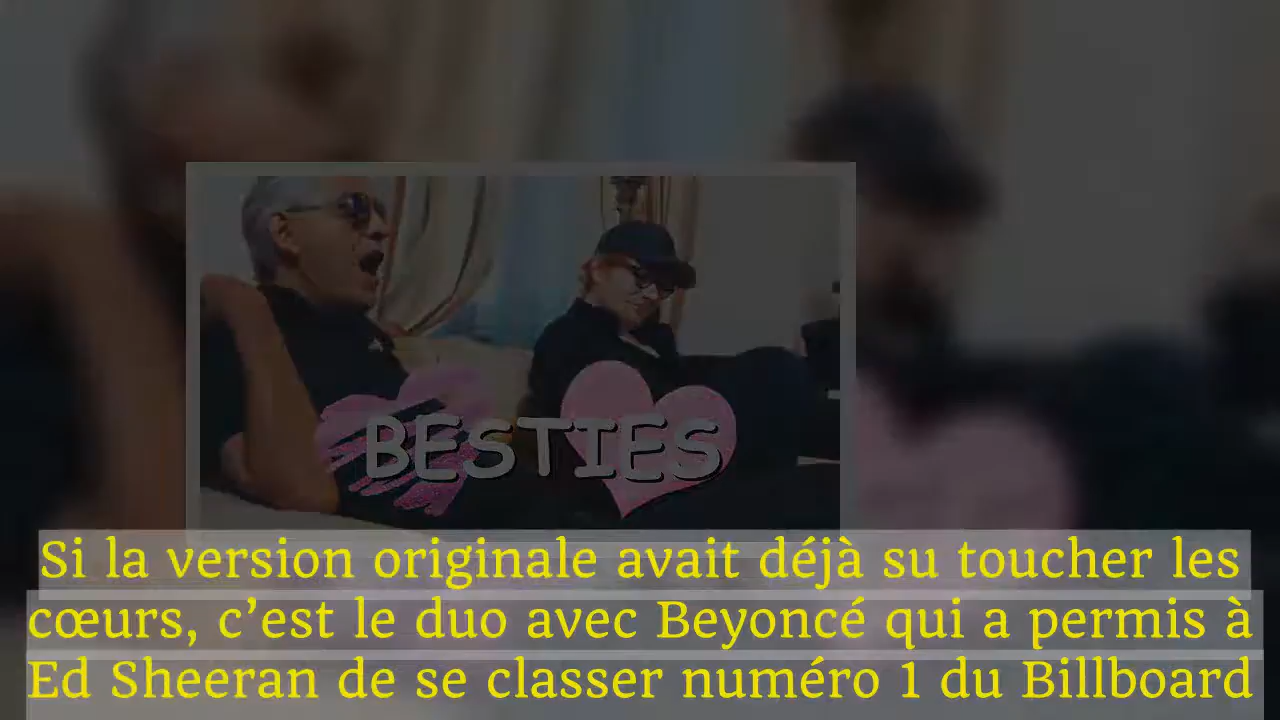 BESTIES
Si la version originale avait déjà su toucher les
cœurs, c’est le duo avec Beyoncé qui a permis à
Ed Sheeran de se classer numéro 1 du Billboard